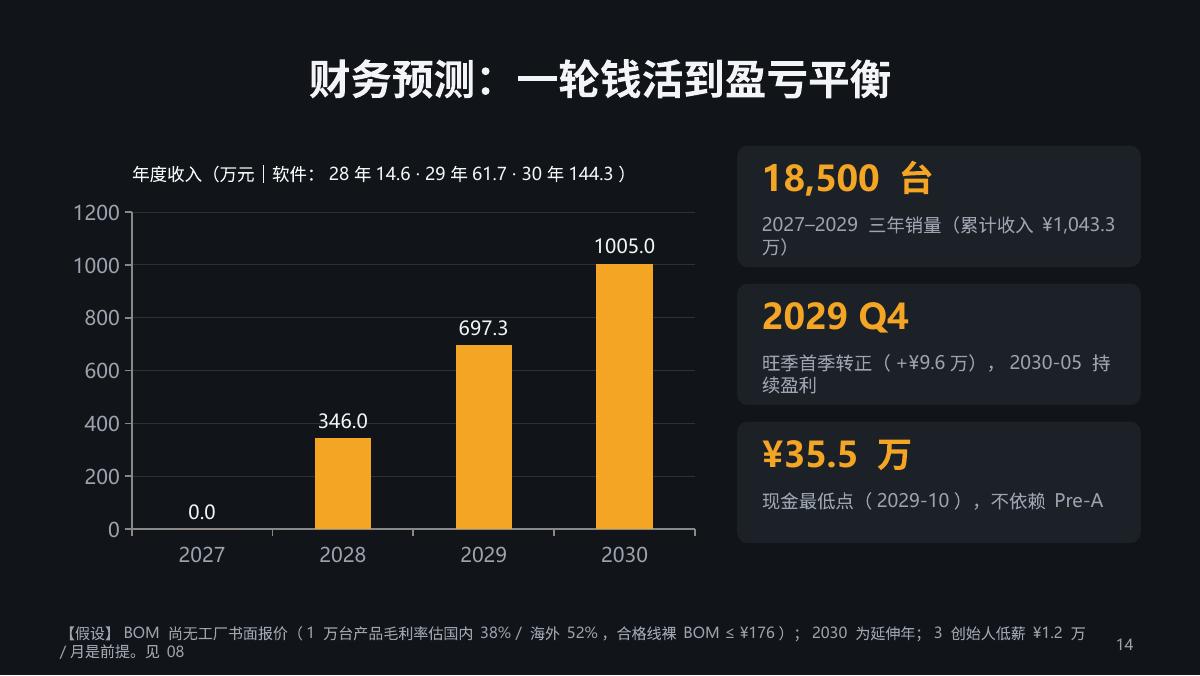 财务预测：一轮钱活到盈亏平衡
年度收入（万元｜软件： 28 年 14.6 · 29 年 61.7 · 30 年 144.3 ）
1200
1000
800
600
400
200
0
0.0
346.0
697.3
1005.0
2027
2028
2029
2030
18,500 台
2027–2029 三年销量（累计收入 ¥1,043.3
万）
2029 Q4
旺季首季转正（ +¥9.6 万）， 2030-05 持
续盈利
¥35.5 万
现金最低点（ 2029-10 ），不依赖 Pre-A
【假设】 BOM 尚无工厂书面报价（ 1 万台产品毛利率估国内 38% / 海外 52% ，合格线裸 BOM ≤ ¥176 ）； 2030 为延伸年； 3 创始人低薪 ¥1.2 万
/ 月是前提。见 08
14